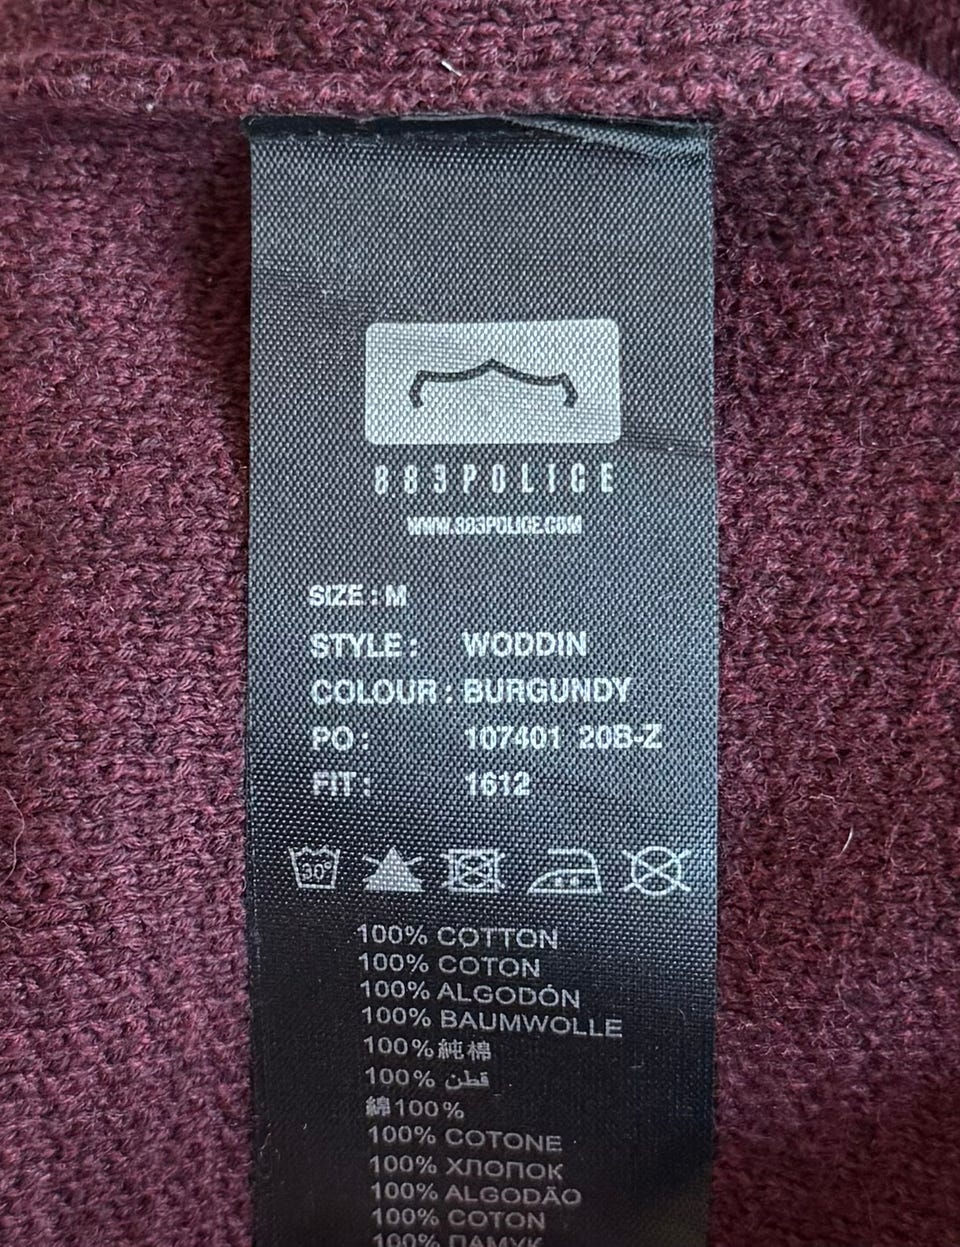 883POLICE
WWW.883POLICE.COM
SIZE : M
STYLE : WODDIN
COLOUR : BURGUNDY
PO : 107401 20B-Z
FIT : 1612
30°
100% COTTON
100% COTON
100% ALGODÓN
100% BAUMWOLLE
100% 純棉
100% قطن
綿100%
100% COTONE
100% ХЛОПОК
100% ALGODÃO
100% COTON
100% ПАМУК